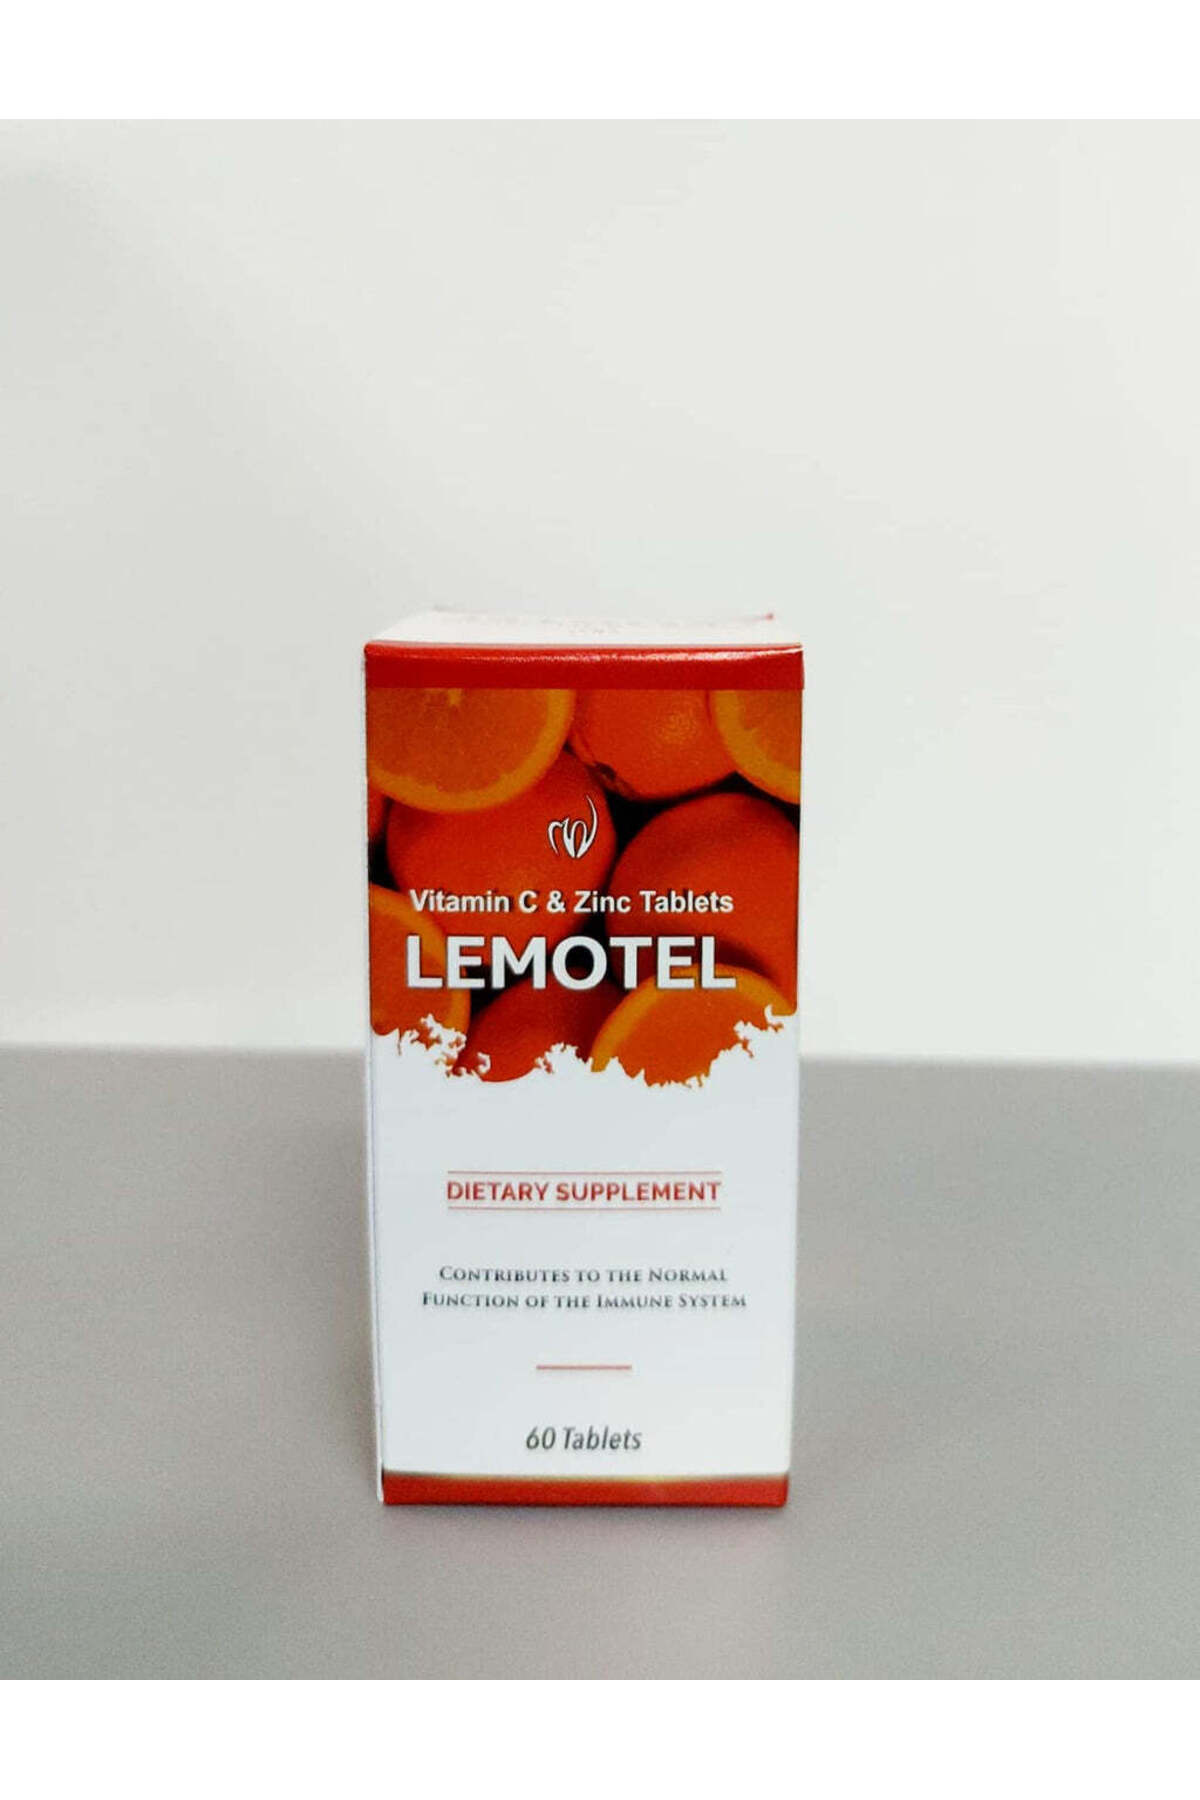 Vitamin C & Zinc Tablets
LEMOTEL
DIETARY SUPPLEMENT
CONTRIBUTES TO THE NORMAL
FUNCTION OF THE IMMUNE SYSTEM
60 Tablets